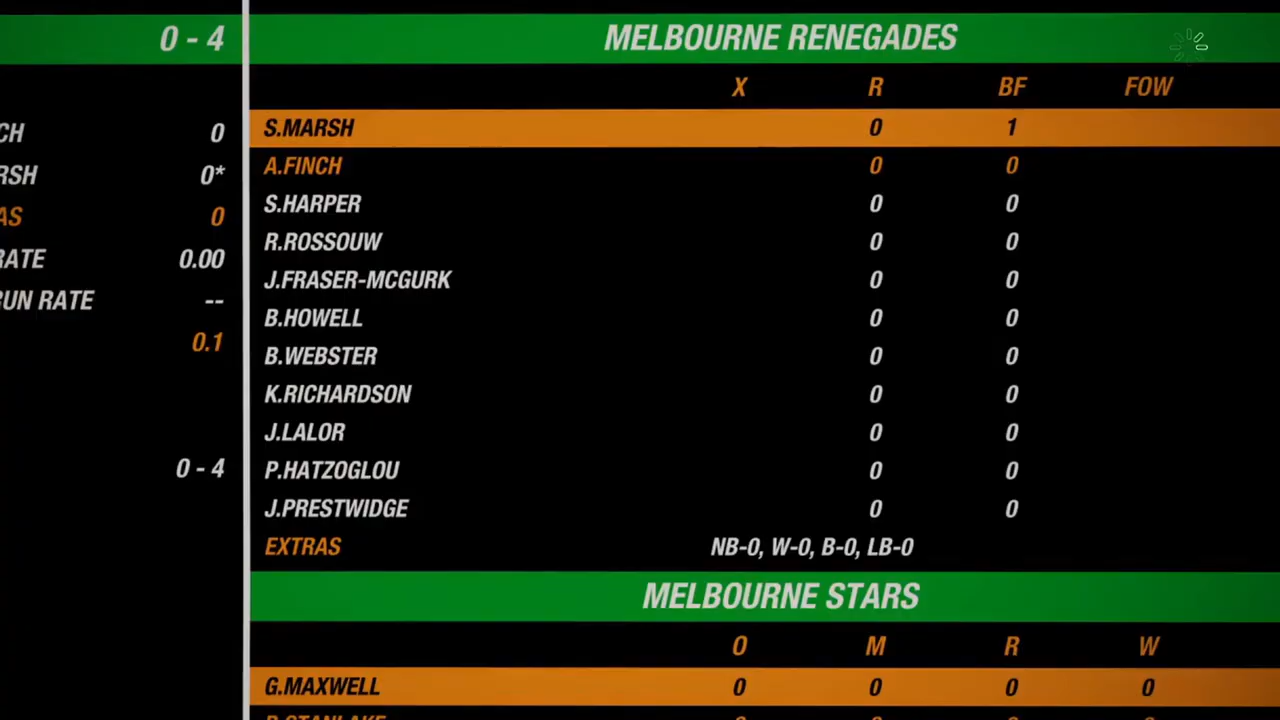 0 - 4
CH 0
RSH 0*
AS 0
RATE 0.00
RUN RATE --
0.1
0 - 4
MELBOURNE RENEGADES
X R BF FOW
S.MARSH 0 1
A.FINCH 0 0
S.HARPER 0 0
R.ROSSOUW 0 0
J.FRASER-MCGURK 0 0
B.HOWELL 0 0
B.WEBSTER 0 0
K.RICHARDSON 0 0
J.LALOR 0 0
P.HATZOGLOU 0 0
J.PRESTWIDGE 0 0
EXTRAS NB-0, W-0, B-0, LB-0
MELBOURNE STARS
O M R W
G.MAXWELL 0 0 0 0